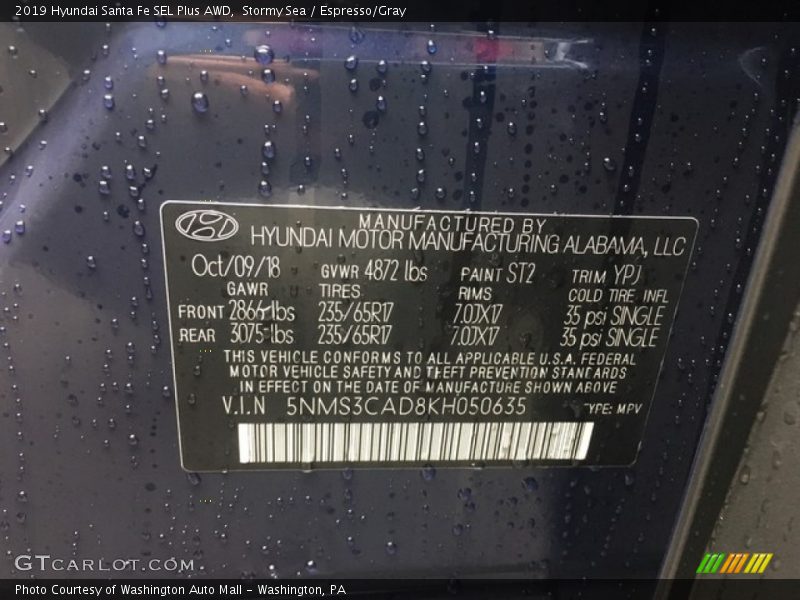 2019 Hyundai Santa Fe SEL Plus AWD, Stormy Sea / Espresso/Gray
MANUFACTURED BY
HYUNDAI MOTOR MANUFACTURING ALABAMA, LLC
Oct/09/18 GVWR 4872 lbs PAINT ST2 TRIM YPJ
GAWR TIRES RIMS COLD TIRE INFL
FRONT 2866 lbs 235/65R17 7.0JX17 35 psi SINGLE
REAR 3075 lbs 235/65R17 7.0JX17 35 psi SINGLE
THIS VEHICLE CONFORMS TO ALL APPLICABLE U.S.A. FEDERAL
MOTOR VEHICLE SAFETY AND THEFT PREVENTION STANDARDS
IN EFFECT ON THE DATE OF MANUFACTURE SHOWN ABOVE
V.I.N 5NMS3CAD8KH050635 TYPE: MPV
GTCARLOT.COM
Photo Courtesy of Washington Auto Mall - Washington, PA